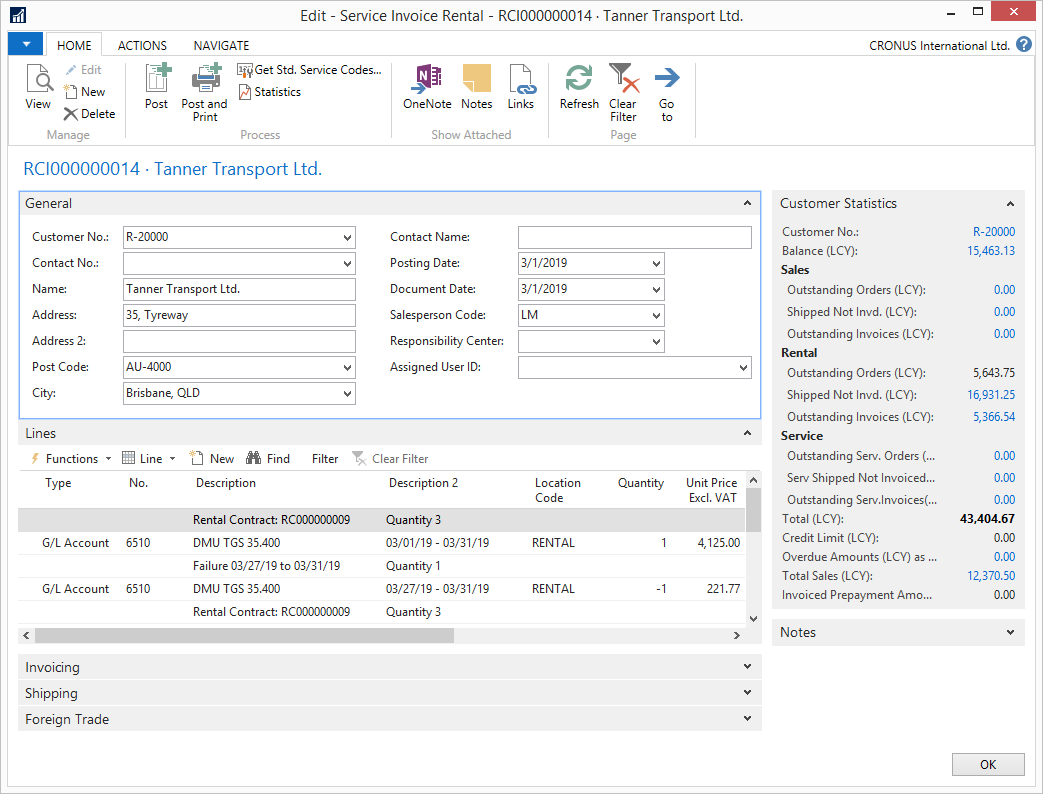 Edit - Service Invoice Rental - RCI000000014 · Tanner Transport Ltd.
HOME ACTIONS NAVIGATE CRONUS International Ltd. ?
View
Edit
New
Delete
Manage
Post
Post and Print
Get Std. Service Codes...
Statistics
Process
OneNote
Notes
Links
Show Attached
Refresh
Clear Filter
Go to
Page
RCI000000014 · Tanner Transport Ltd.
General
Customer No.: R-20000
Contact No.:
Name: Tanner Transport Ltd.
Address: 35, Tyreway
Address 2:
Post Code: AU-4000
City: Brisbane, QLD
Contact Name:
Posting Date: 3/1/2019
Document Date: 3/1/2019
Salesperson Code: LM
Responsibility Center:
Assigned User ID:
Lines
Functions Line New Find Filter Clear Filter
Type No. Description Description 2 Location Code Quantity Unit Price Excl. VAT
Rental Contract: RC000000009 Quantity 3
G/L Account 6510 DMU TGS 35.400 03/01/19 - 03/31/19 RENTAL 1 4,125.00
Failure 03/27/19 to 03/31/19 Quantity 1
G/L Account 6510 DMU TGS 35.400 03/27/19 - 03/31/19 RENTAL -1 221.77
Rental Contract: RC000000009 Quantity 3
Invoicing
Shipping
Foreign Trade
Customer Statistics
Customer No.: R-20000
Balance (LCY): 15,463.13
Sales
Outstanding Orders (LCY): 0.00
Shipped Not Invd. (LCY): 0.00
Outstanding Invoices (LCY): 0.00
Rental
Outstanding Orders (LCY): 5,643.75
Shipped Not Invd. (LCY): 16,931.25
Outstanding Invoices (LCY): 5,366.54
Service
Outstanding Serv. Orders (... 0.00
Serv Shipped Not Invoiced... 0.00
Outstanding Serv.Invoices(... 0.00
Total (LCY): 43,404.67
Credit Limit (LCY): 0.00
Overdue Amounts (LCY) as ... 0.00
Total Sales (LCY): 12,370.50
Invoiced Prepayment Amo... 0.00
Notes
OK